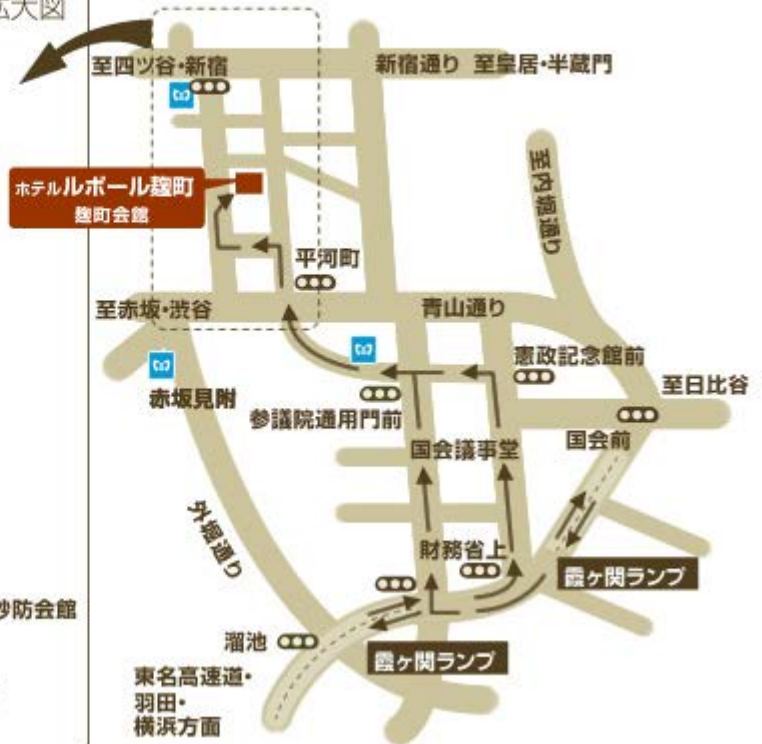 拡大図
至四ツ谷・新宿
新宿通り 至皇居・半蔵門
至内堀通り
ホテルルポール麹町
麹町会館
平河町
至赤坂・渋谷
青山通り
憲政記念館前
赤坂見附
至日比谷
参議院通用門前
国会議事堂
国会前
外堀通り
財務省上
霞ヶ関ランプ
砂防会館
溜池
霞ヶ関ランプ
東名高速道・
羽田・
横浜方面